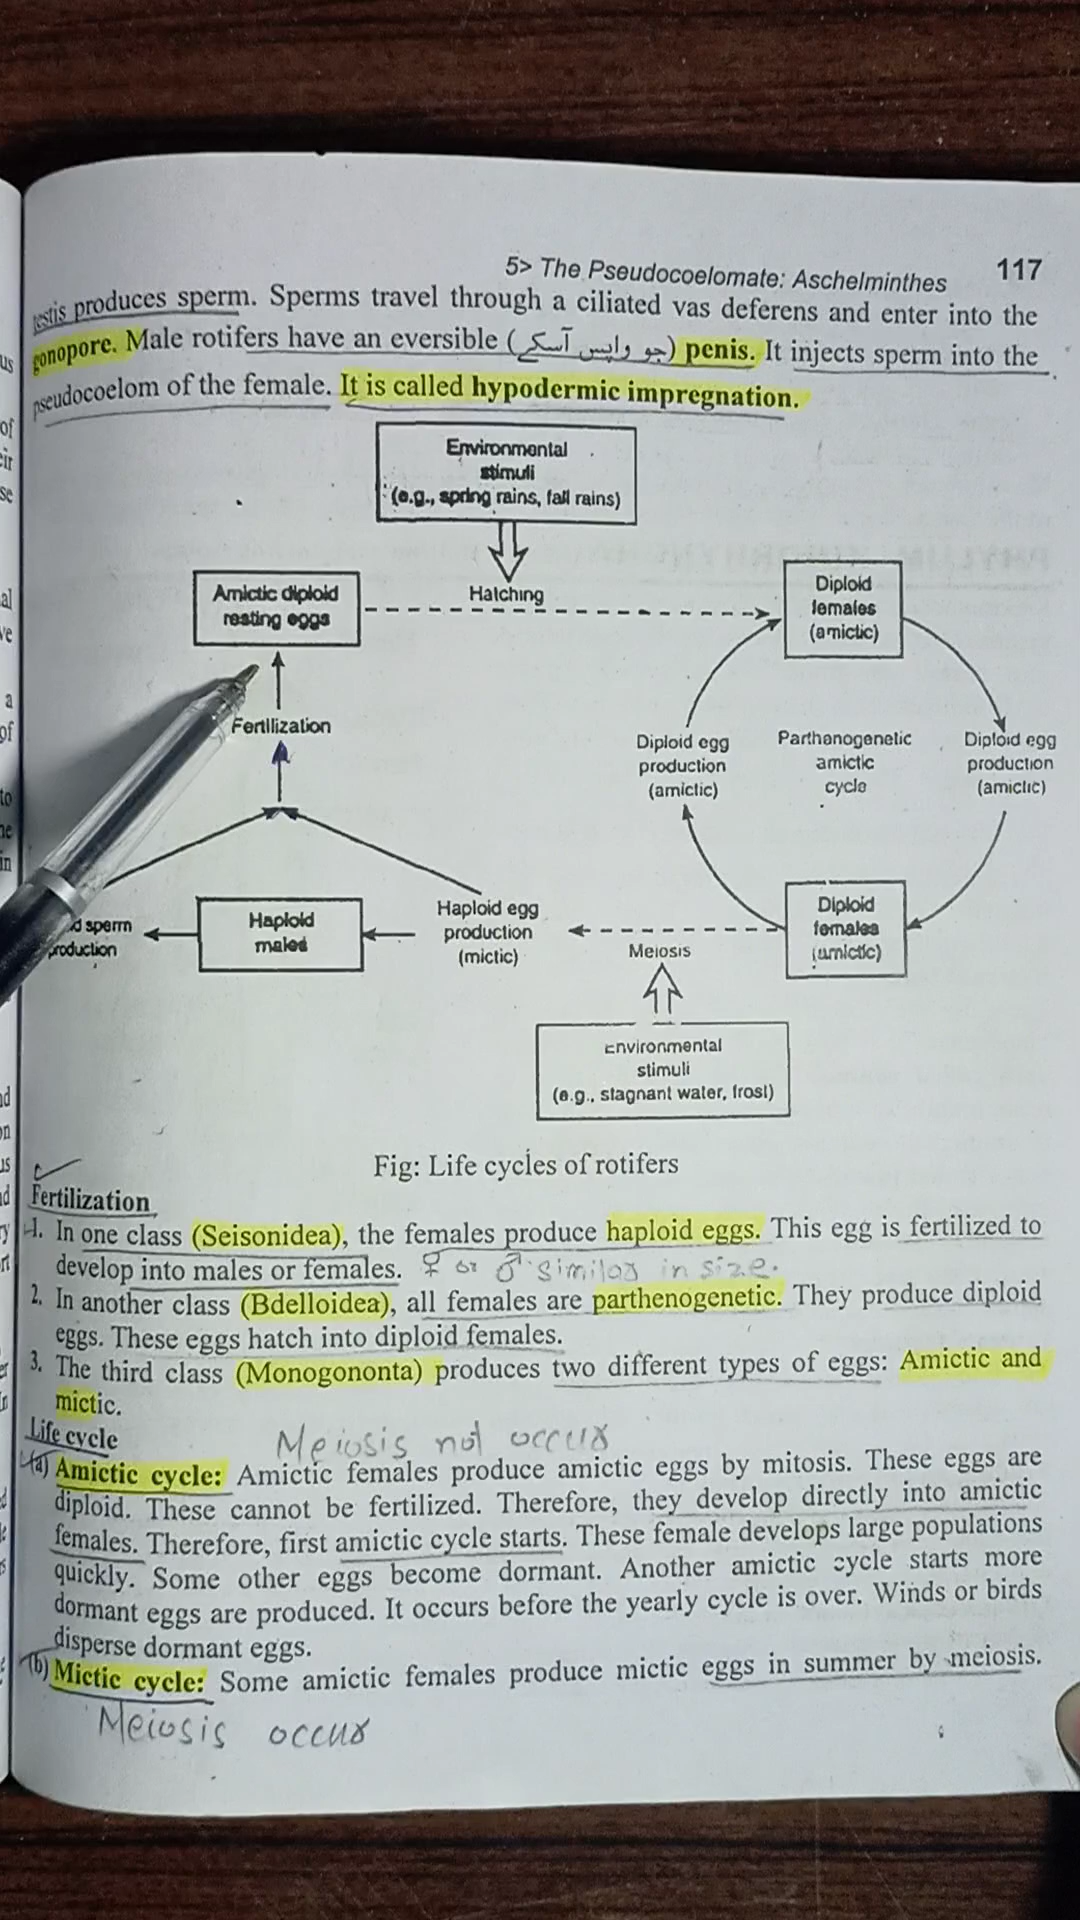 5> The Pseudocoelomate: Aschelminthes 117
testis produces sperm. Sperms travel through a ciliated vas deferens and enter into the
gonopore. Male rotifers have an eversible (جو واپس آسکے) penis. It injects sperm into the
pseudocoelom of the female. It is called hypodermic impregnation.
Environmental
stimuli
(e.g., spring rains, fall rains)
Hatching
Amictic diploid
resting eggs
Diploid
females
(amictic)
Fertilization
Diploid egg
production
(amictic)
Parthanogenetic
amictic
cycle
Diploid egg
production
(amictic)
sperm
production
Haploid
males
Haploid egg
production
(mictic)
Meiosis
Diploid
females
(amictic)
Environmental
stimuli
(e.g., stagnant water, frost)
Fig: Life cycles of rotifers
Fertilization
1. In one class (Seisonidea), the females produce haploid eggs. This egg is fertilized to
develop into males or females. ♀ or ♂ similar in size.
2. In another class (Bdelloidea), all females are parthenogenetic. They produce diploid
eggs. These eggs hatch into diploid females.
3. The third class (Monogononta) produces two different types of eggs: Amictic and
mictic.
Life cycle
Meiosis not occur
(a) Amictic cycle: Amictic females produce amictic eggs by mitosis. These eggs are
diploid. These cannot be fertilized. Therefore, they develop directly into amictic
females. Therefore, first amictic cycle starts. These female develops large populations
quickly. Some other eggs become dormant. Another amictic cycle starts more
dormant eggs are produced. It occurs before the yearly cycle is over. Winds or birds
disperse dormant eggs.
(b) Mictic cycle: Some amictic females produce mictic eggs in summer by meiosis.
Meiosis occur